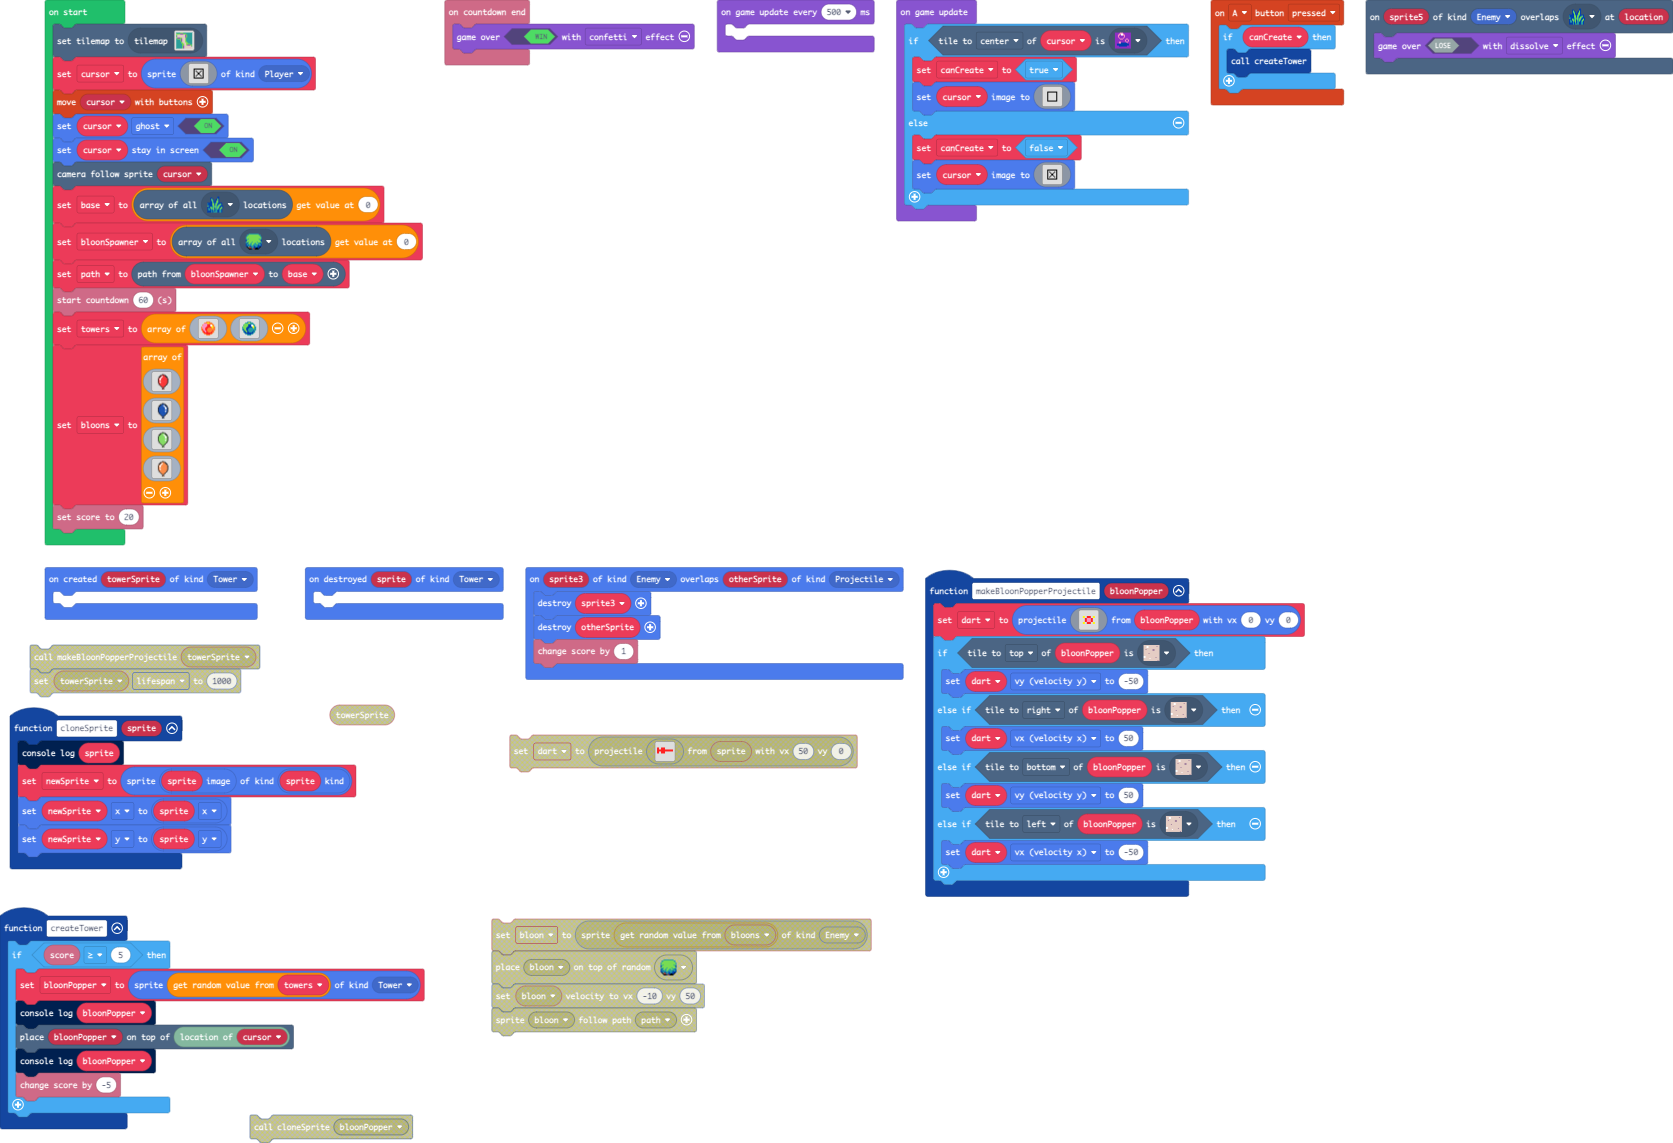 on start
set tilemap to tilemap
set cursor to sprite of kind Player
move cursor with buttons
set cursor ghost ON
set cursor stay in screen ON
camera follow sprite cursor
set base to array of all locations get value at 0
set bloonSpawner to array of all locations get value at 0
set path to path from bloonSpawner to base
start countdown 60 (s)
set towers to array of
array of
set bloons to
set score to 20
on countdown end
game over WIN with confetti effect
on game update every 500 ms
on game update
if tile to center of cursor is then
set canCreate to true
set cursor image to
else
set canCreate to false
set cursor image to
on A button pressed
if canCreate then
call createTower
on sprite5 of kind Enemy overlaps at location
game over LOSE with dissolve effect
on created towerSprite of kind Tower
call makeBloonPopperProjectile towerSprite
set towerSprite lifespan to 1000
on destroyed sprite of kind Tower
towerSprite
on sprite3 of kind Enemy overlaps otherSprite of kind Projectile
destroy sprite3
destroy otherSprite
change score by 1
set dart to projectile from sprite with vx 50 vy 0
function makeBloonPopperProjectile bloonPopper
set dart to projectile from bloonPopper with vx 0 vy 0
if tile to top of bloonPopper is then
set dart vy (velocity y) to -50
else if tile to right of bloonPopper is then
set dart vx (velocity x) to 50
else if tile to bottom of bloonPopper is then
set dart vy (velocity y) to 50
else if tile to left of bloonPopper is then
set dart vx (velocity x) to -50
function cloneSprite sprite
console log sprite
set newSprite to sprite sprite image of kind sprite kind
set newSprite x to sprite x
set newSprite y to sprite y
function createTower
if score ≥ 5 then
set bloonPopper to sprite get random value from towers of kind Tower
console log bloonPopper
place bloonPopper on top of location of cursor
console log bloonPopper
change score by -5
call cloneSprite bloonPopper
set bloon to sprite get random value from bloons of kind Enemy
place bloon on top of random
set bloon velocity to vx -10 vy 50
sprite bloon follow path path